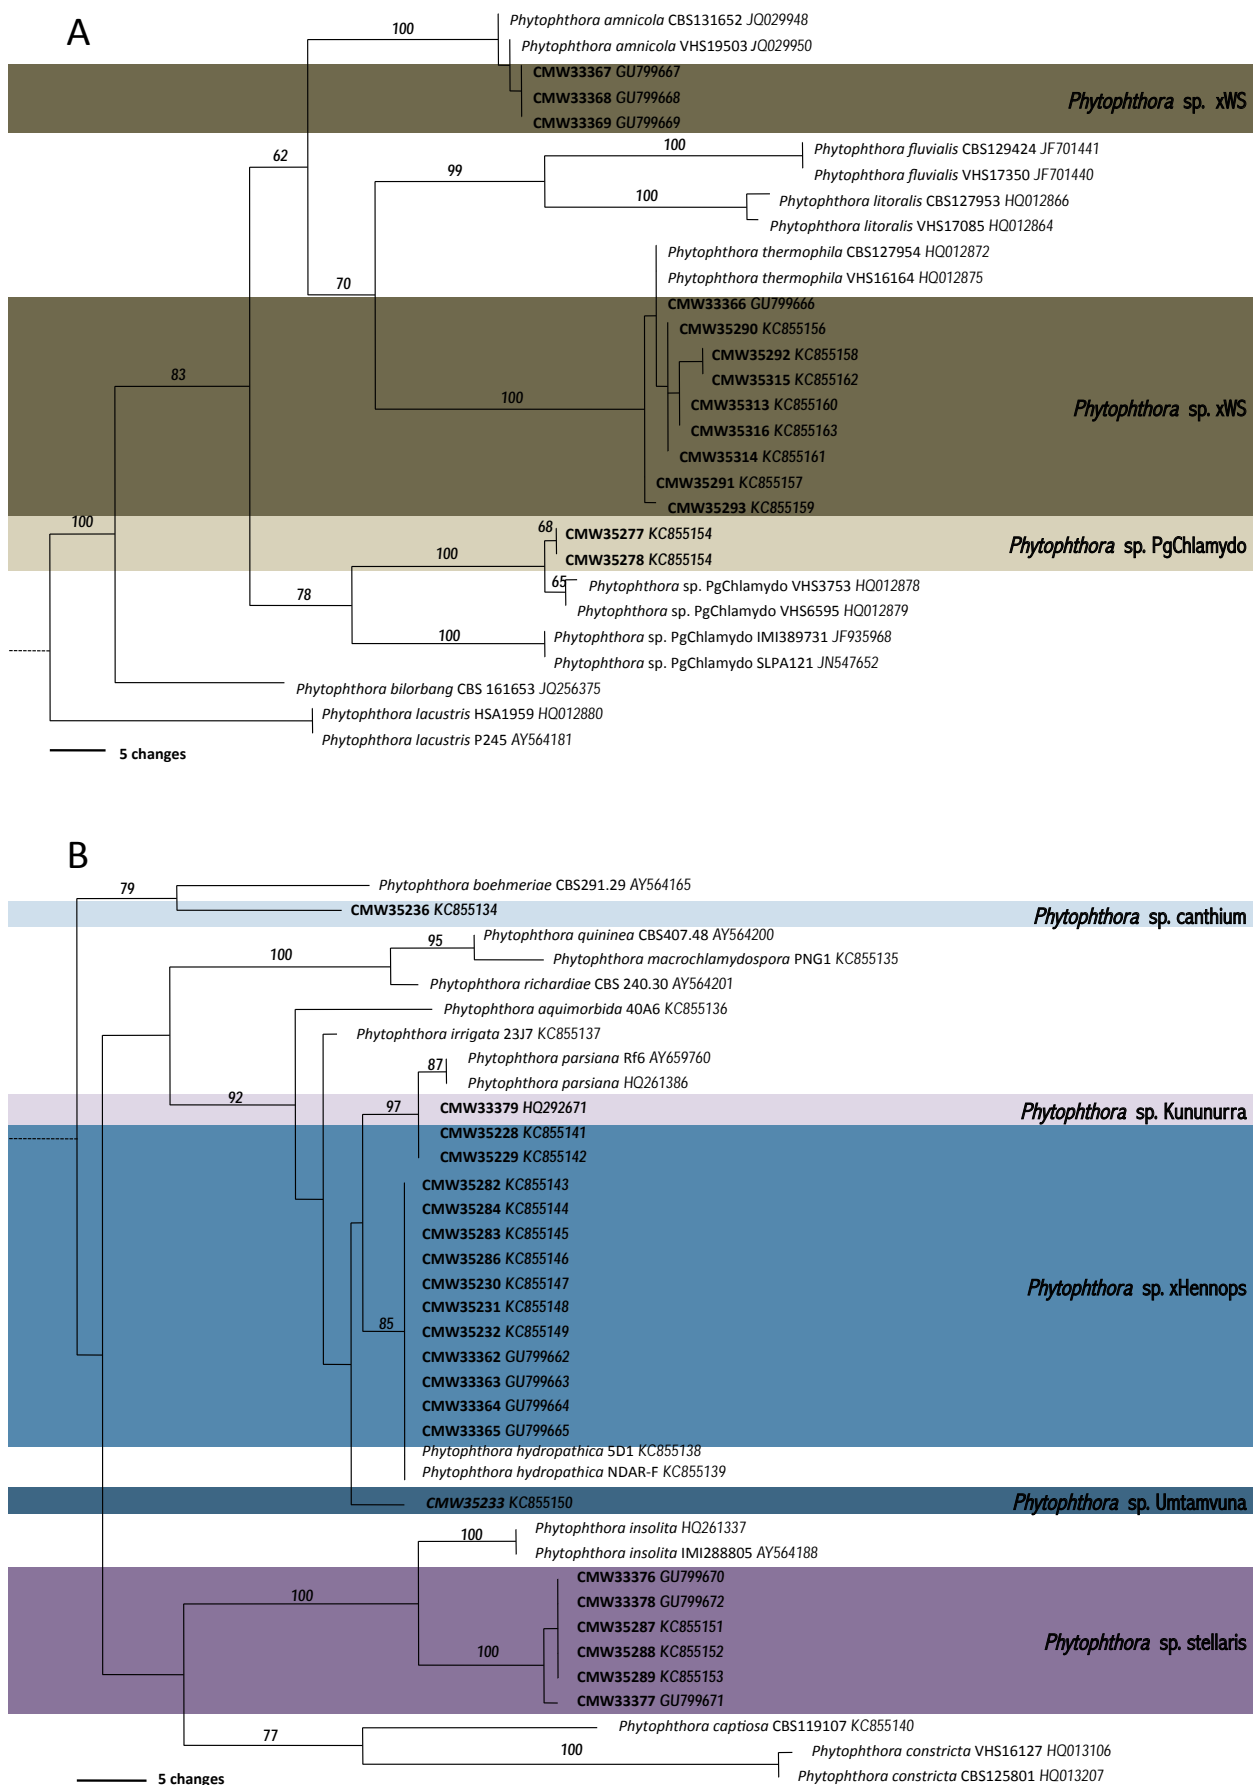 A
100
Phytophthora amnicola CBS131652 JQ029948
Phytophthora amnicola VHS19503 JQ029950
CMW33367 GU799667
CMW33368 GU799668
Phytophthora sp. xWS
CMW33369 GU799669
62
100
Phytophthora fluvialis CBS129424 JF701441
99
Phytophthora fluvialis VHS17350 JF701440
100
Phytophthora litoralis CBS127953 HQ012866
Phytophthora litoralis VHS17085 HQ012864
Phytophthora thermophila CBS127954 HQ012872
70
Phytophthora thermophila VHS16164 HQ012875
CMW33366 GU799666
CMW35290 KC855156
CMW35292 KC855158
83
CMW35315 KC855162
100
CMW35313 KC855160
Phytophthora sp. xWS
CMW35316 KC855163
CMW35314 KC855161
CMW35291 KC855157
CMW35293 KC855159
100
68
CMW35277 KC855154
Phytophthora sp. PgChlamydo
100
CMW35278 KC855154
65
Phytophthora sp. PgChlamydo VHS3753 HQ012878
78
Phytophthora sp. PgChlamydo VHS6595 HQ012879
100
Phytophthora sp. PgChlamydo IMI389731 JF935968
Phytophthora sp. PgChlamydo SLPA121 JN547652
Phytophthora bilorbang CBS 161653 JQ256375
Phytophthora lacustris HSA1959 HQ012880
Phytophthora lacustris P245 AY564181
5 changes
B
79
Phytophthora boehmeriae CBS291.29 AY564165
CMW35236 KC855134
Phytophthora sp. canthium
95
Phytophthora quininea CBS407.48 AY564200
100
Phytophthora macrochlamydospora PNG1 KC855135
Phytophthora richardiae CBS 240.30 AY564201
Phytophthora aquimorbida 40A6 KC855136
Phytophthora irrigata 23J7 KC855137
87
Phytophthora parsiana Rf6 AY659760
Phytophthora parsiana HQ261386
92
97
CMW33379 HQ292671
Phytophthora sp. Kununurra
CMW35228 KC855141
CMW35229 KC855142
CMW35282 KC855143
CMW35284 KC855144
CMW35283 KC855145
CMW35286 KC855146
CMW35230 KC855147
Phytophthora sp. xHennops
CMW35231 KC855148
85
CMW35232 KC855149
CMW33362 GU799662
CMW33363 GU799663
CMW33364 GU799664
CMW33365 GU799665
Phytophthora hydropathica 5D1 KC855138
Phytophthora hydropathica NDAR-F KC855139
CMW35233 KC855150
Phytophthora sp. Umtamvuna
100
Phytophthora insolita HQ261337
Phytophthora insolita IMI288805 AY564188
CMW33376 GU799670
100
CMW33378 GU799672
CMW35287 KC855151
Phytophthora sp. stellaris
100
CMW35288 KC855152
CMW35289 KC855153
CMW33377 GU799671
77
Phytophthora captiosa CBS119107 KC855140
100
Phytophthora constricta VHS16127 HQ013106
Phytophthora constricta CBS125801 HQ013207
5 changes